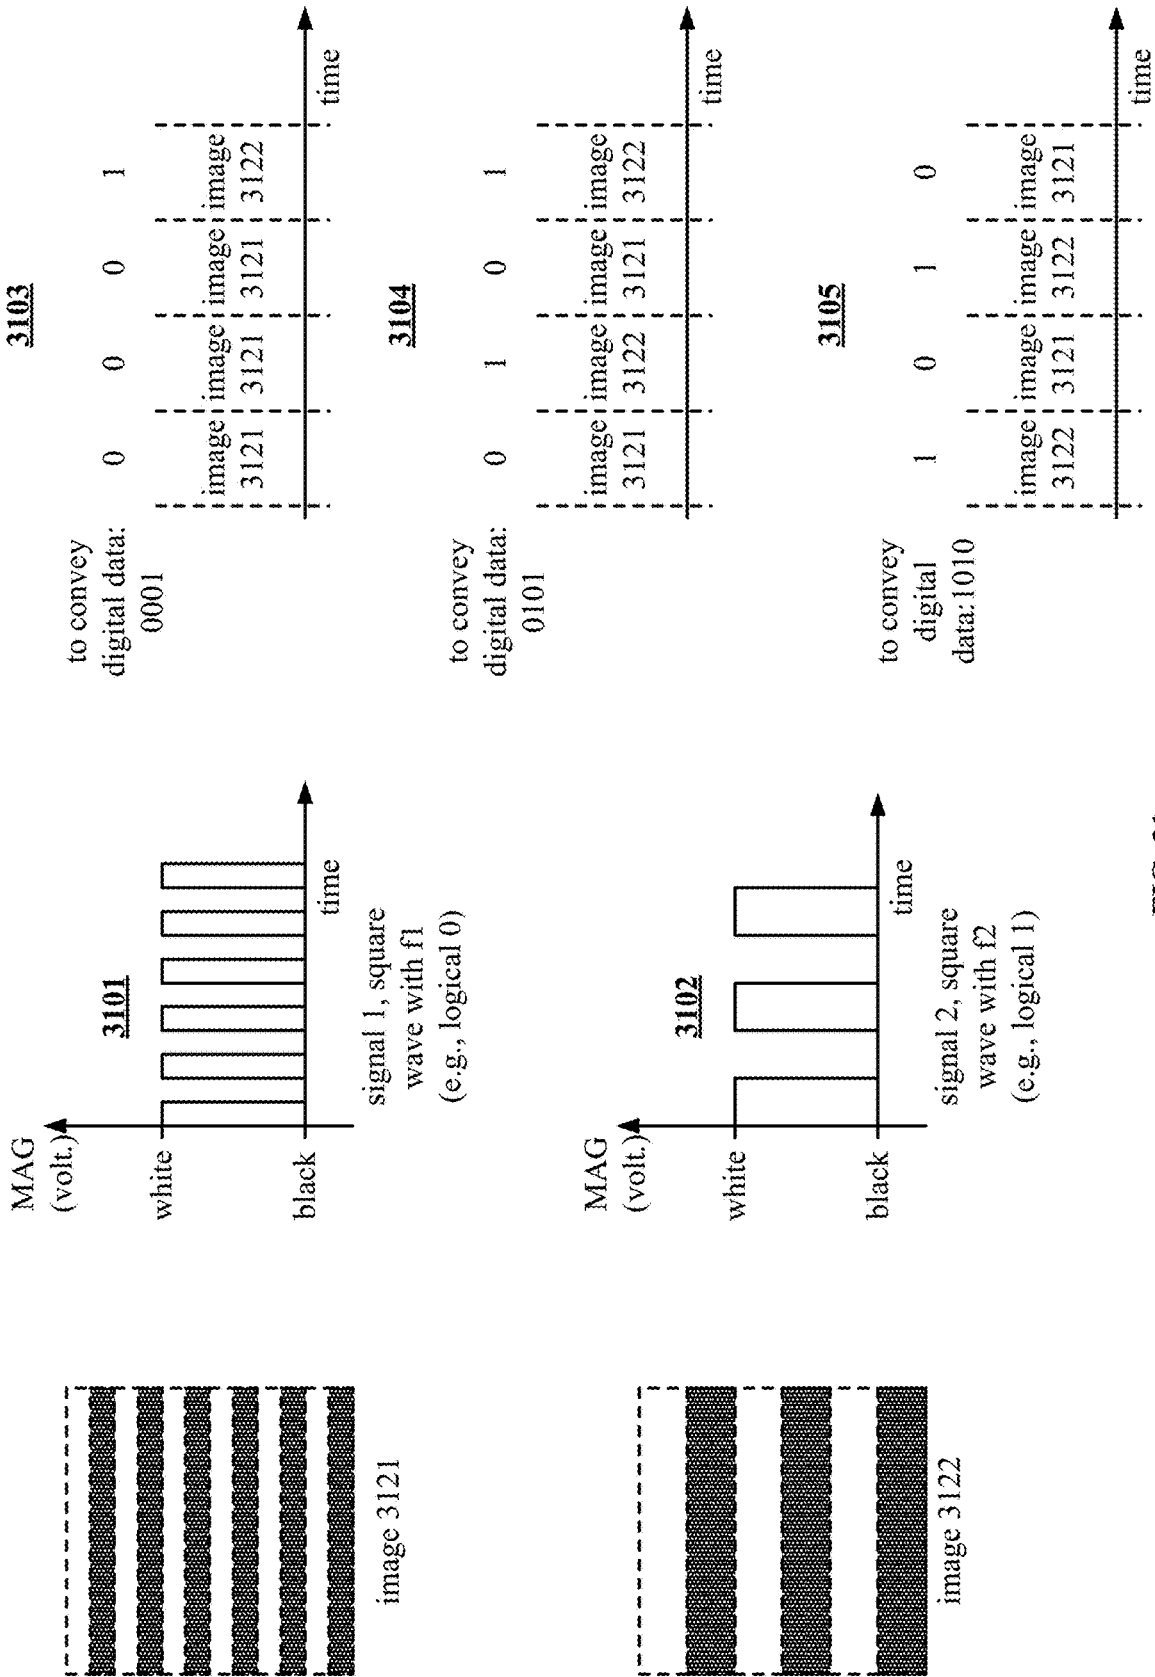 image 3121
MAG
(volt.)
3101
white
black
time
signal 1, square
wave with f1
(e.g., logical 0)
3103
to convey
digital data:
0001
0 0 0 1
image image image image
3121 3121 3121 3122
time
3104
to convey
digital data:
0101
0 1 0 1
image image image image
3121 3122 3121 3122
time
image 3122
MAG
(volt.)
3102
white
black
time
signal 2, square
wave with f2
(e.g., logical 1)
3105
to convey
digital
data:1010
1 0 1 0
image image image image
3122 3121 3122 3121
time